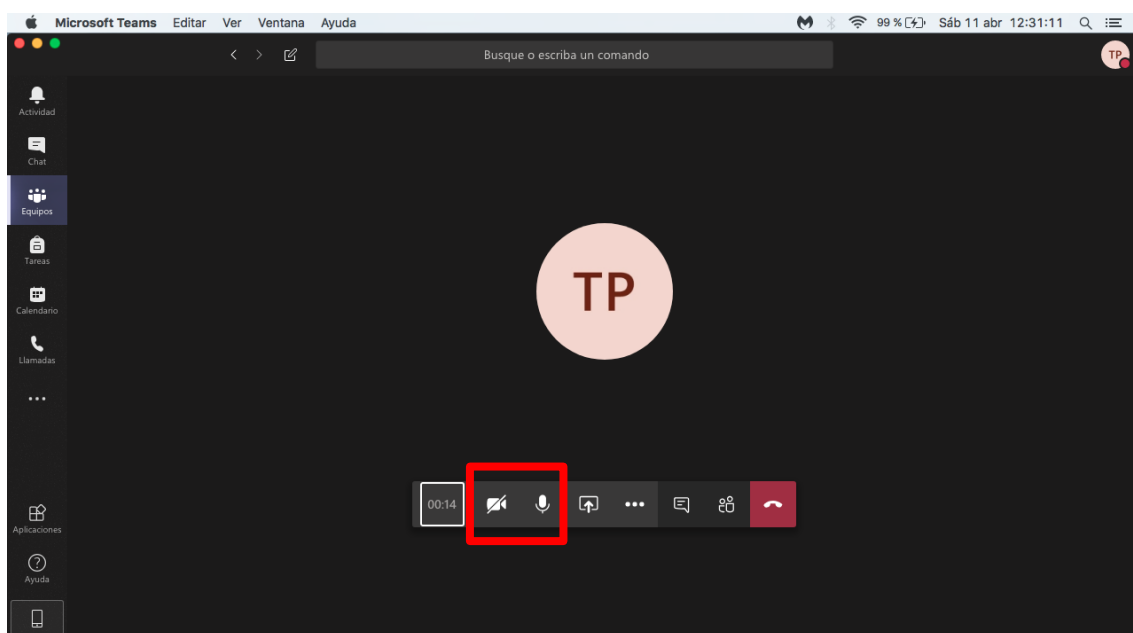 Microsoft Teams Editar Ver Ventana Ayuda 99 % Sáb 11 abr 12:31:11
Busque o escriba un comando
TP
Actividad
Chat
Equipos
Tareas
Calendario
Llamadas
TP
00:14
Aplicaciones
Ayuda